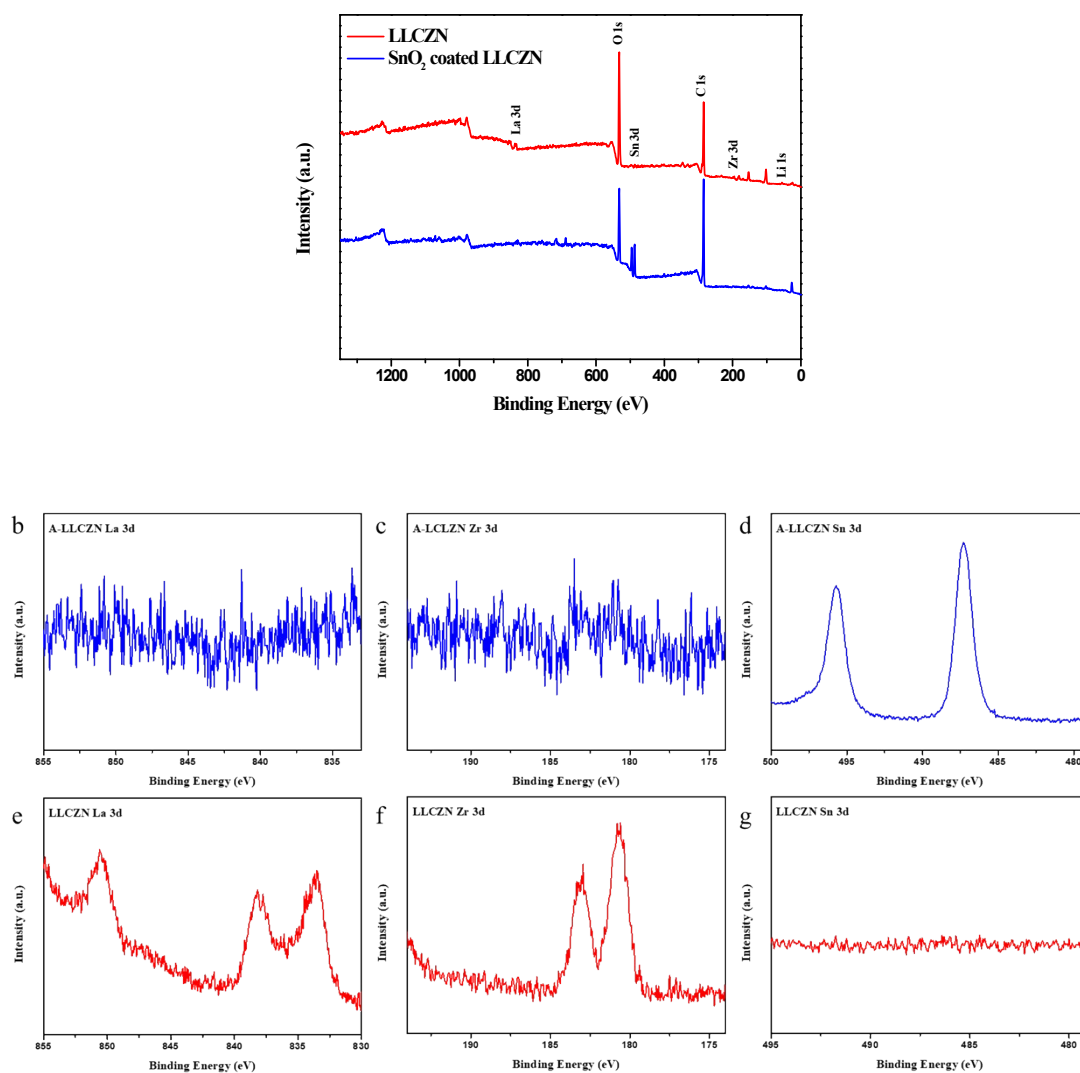 LLCZN
SnO₂ coated LLCZN
O 1s
C 1s
La 3d
Sn 3d
Zr 3d
Li 1s
Intensity (a.u.)
1200 1000 800 600 400 200 0
Binding Energy (eV)
b
A-LLCZN La 3d
Intensity (a.u.)
855 850 845 840 835
Binding Energy (eV)
c
A-LCLZN Zr 3d
Intensity (a.u.)
190 185 180 175
Binding Energy (eV)
d
A-LLCZN Sn 3d
Intensity (a.u.)
500 495 490 485 480
Binding Energy (eV)
e
LLCZN La 3d
Intensity (a.u.)
855 850 845 840 835 830
Binding Energy (eV)
f
LLCZN Zr 3d
Intensity (a.u.)
190 185 180 175
Binding Energy (eV)
g
LLCZN Sn 3d
Intensity (a.u.)
495 490 485 480
Binding Energy (eV)